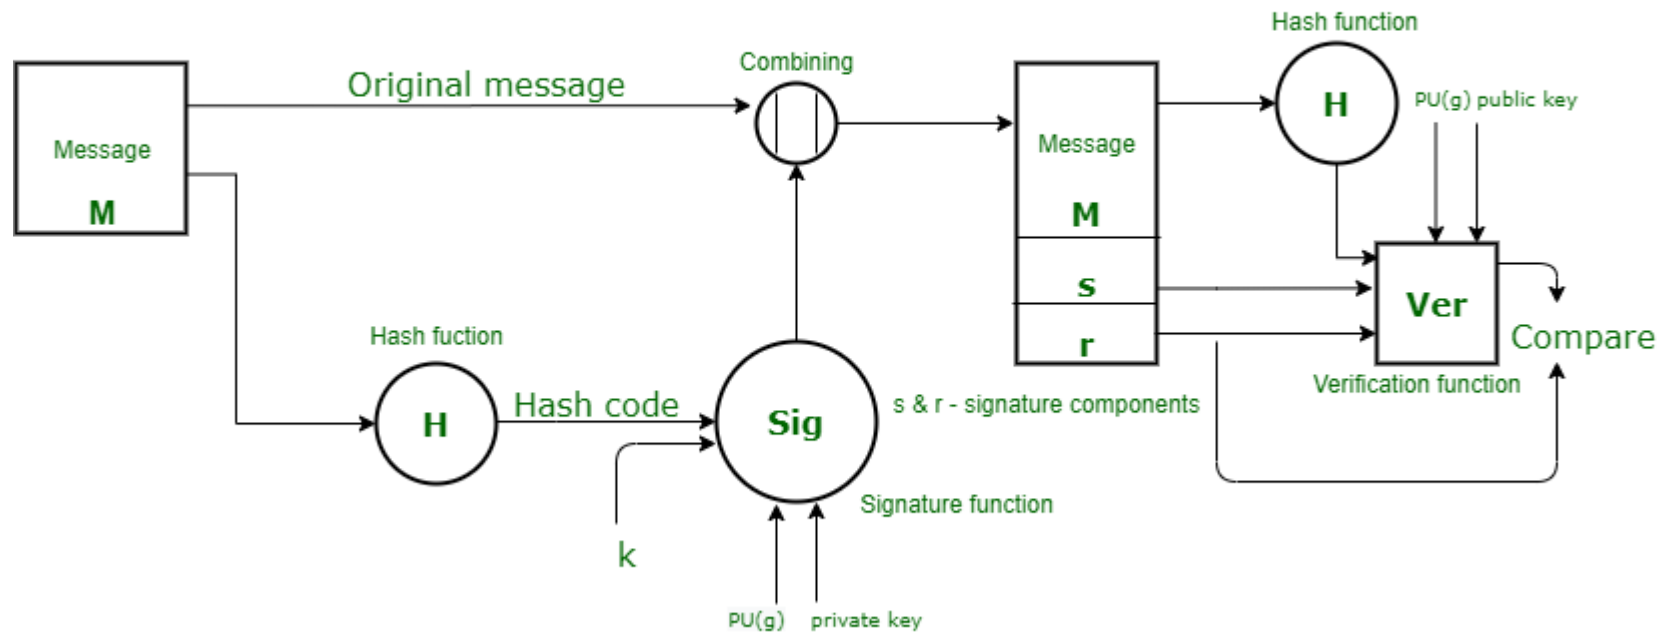 Hash function
Combining
Original message
PU(g) public key
H
Message
M
Message
M
s
r
Ver
Compare
Hash fuction
Verification function
Hash code
H
Sig
s & r - signature components
Signature function
k
PU(g) private key